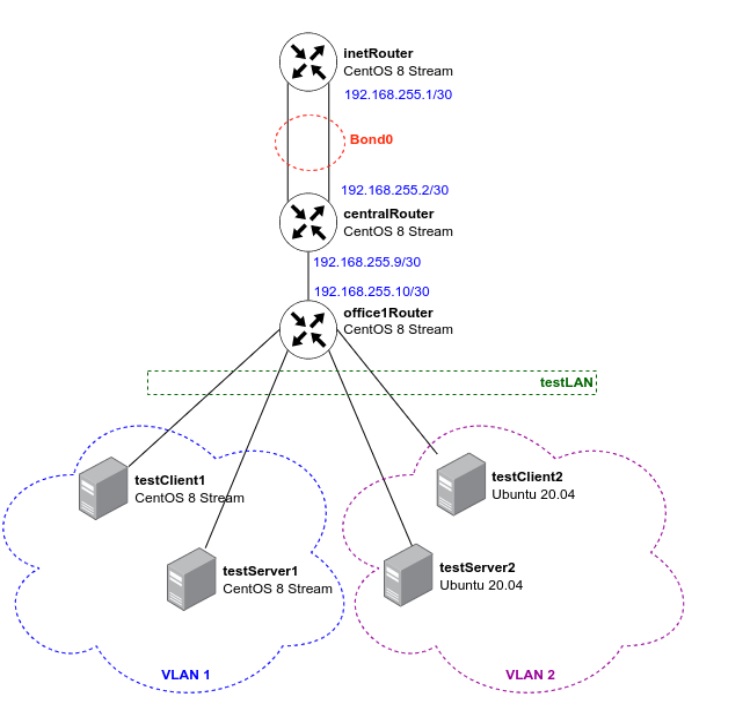 inetRouter
CentOS 8 Stream
192.168.255.1/30
Bond0
192.168.255.2/30
centralRouter
CentOS 8 Stream
192.168.255.9/30
192.168.255.10/30
office1Router
CentOS 8 Stream
testLAN
testClient1
CentOS 8 Stream
testClient2
Ubuntu 20.04
testServer1
CentOS 8 Stream
testServer2
Ubuntu 20.04
VLAN 1
VLAN 2